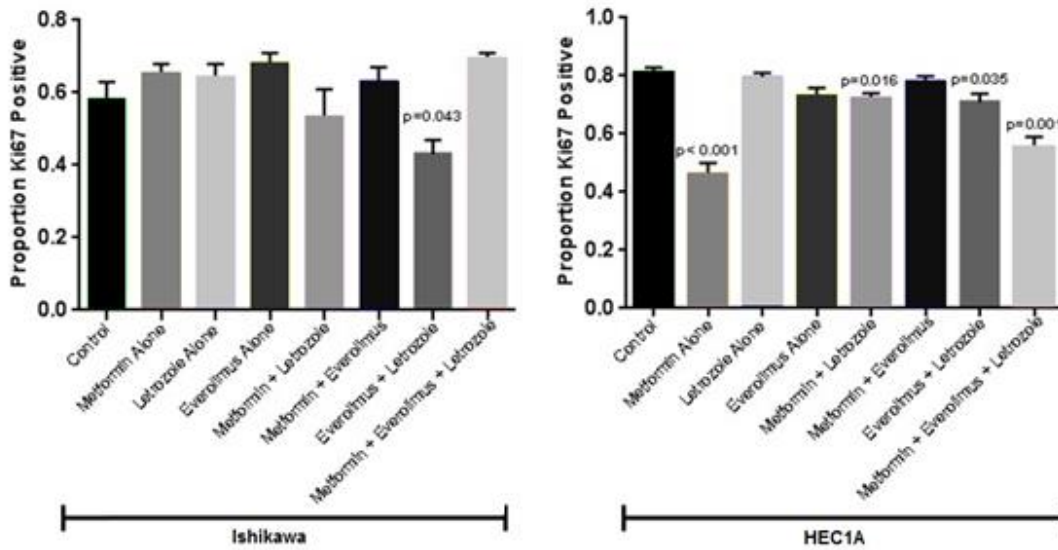 Proportion Ki67 Positive
0.8
0.6
0.4
0.2
0.0
p=0.043
Control
Metformin Alone
Letrozole Alone
Everolimus Alone
Metformin + Letrozole
Metformin + Everolimus
Everolimus + Letrozole
Metformin + Everolimus + Letrozole
Ishikawa
Proportion Ki67 Positive
1.0
0.8
0.6
0.4
0.2
0.0
p< 0.001
p=0.016
p=0.035
p=0.001
Control
Metformin Alone
Letrozole Alone
Everolimus Alone
Metformin + Letrozole
Metformin + Everolimus
Everolimus + Letrozole
Metformin + Everolimus + Letrozole
HEC1A